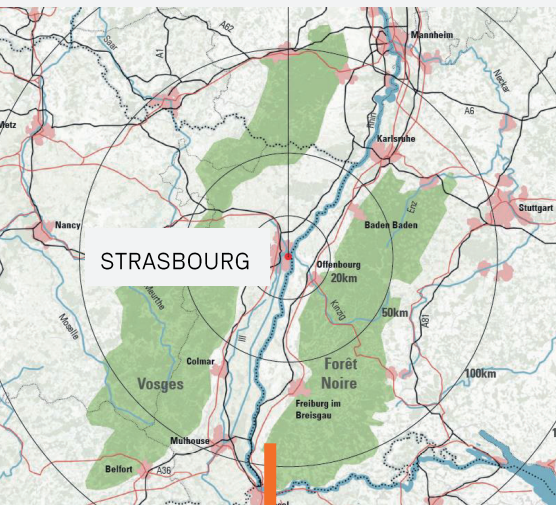 Mannheim
A62
Saar
A1
Neckar
A6
Rhin
Metz
Karlsruhe
Stuttgart
Enz
Nancy
Baden Baden
STRASBOURG
Offenbourg
20km
Meurthe
Kinzig
50km
Moselle
A81
Ill
Colmar
Forêt
Noire
100km
Vosges
Freiburg im
Breisgau
Mulhouse
Belfort
A36